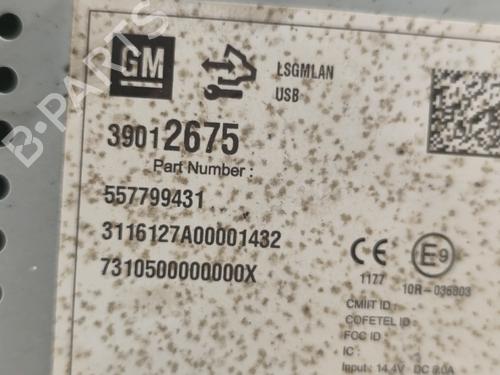 B-PARTS
GM
LSGMLAN
USB
39012675
Part Number :
557799431
3116127A00001432
7310500000000X
CE E9
1177 10R-036803
CMIIT ID :
COFETEL ID :
FCC ID :
IC :
Input : 14.4V DC 8.0A